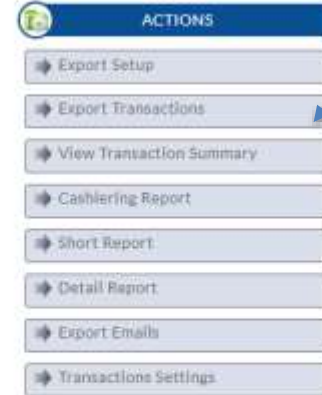 ACTIONS
Export Setup
Export Transactions
View Transaction Summary
Cashiering Report
Short Report
Detail Report
Export Emails
Transactions Settings